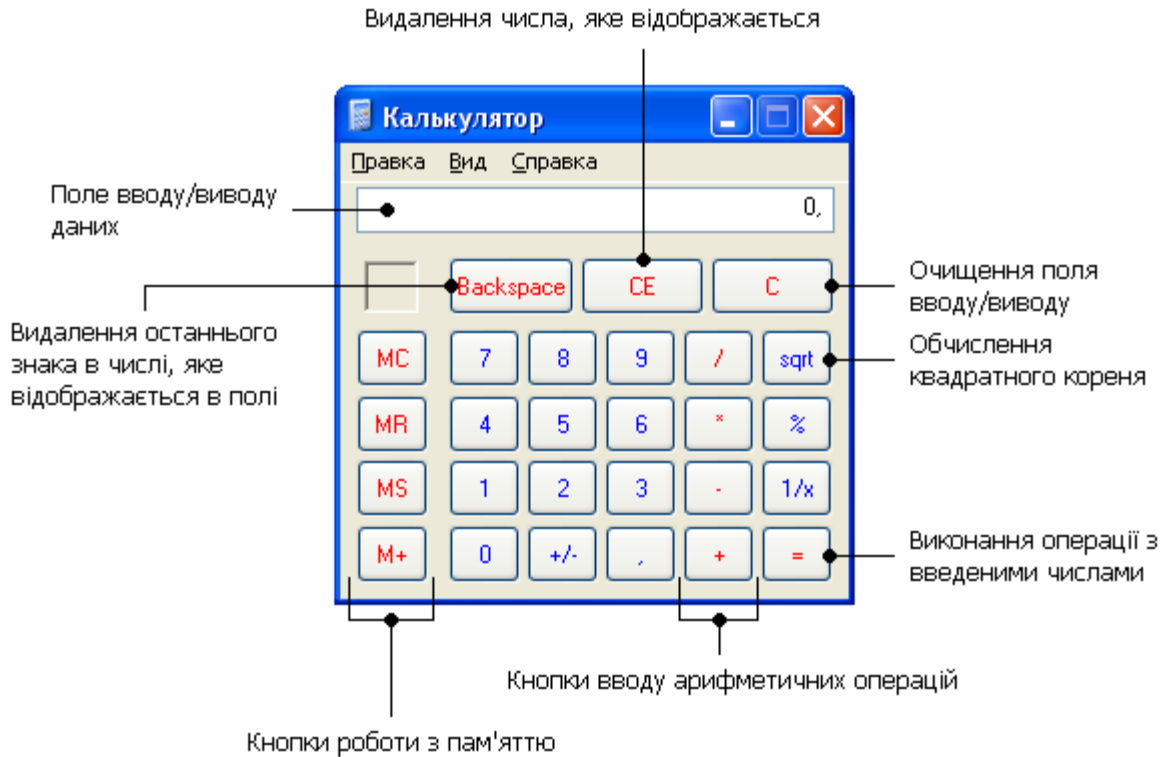 Видалення числа, яке відображається
Калькулятор
Правка Вид Справка
Поле вводу/виводу
даних
0,
Backspace CE C
Очищення поля
вводу/виводу
Видалення останнього
знака в числі, яке
відображається в полі
MC 7 8 9 / sqrt
Обчислення
квадратного кореня
MR 4 5 6 * %
MS 1 2 3 - 1/x
M+ 0 +/- , + =
Виконання операції з
введеними числами
Кнопки вводу арифметичних операцій
Кнопки роботи з пам'яттю